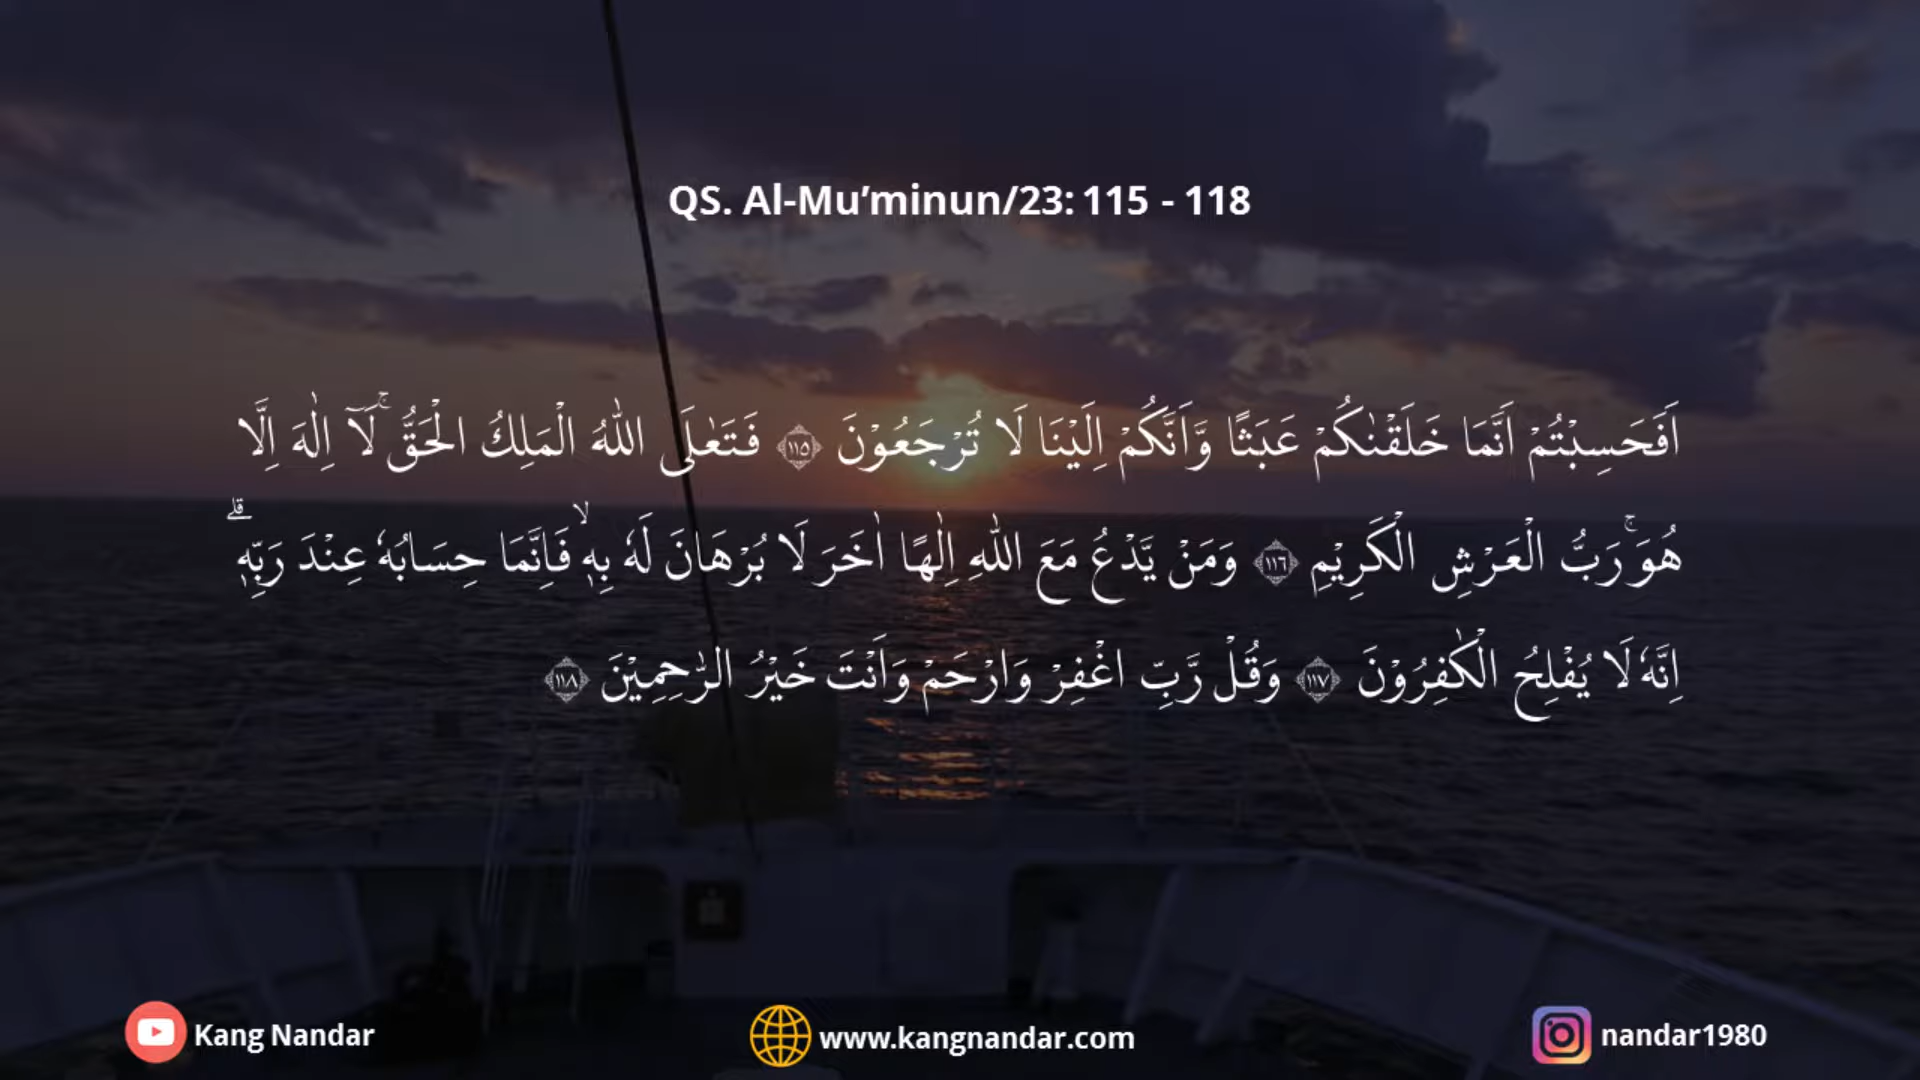 QS. Al-Mu’minun/23: 115 - 118
اَفَحَسِبْتُمْ اَنَّمَا خَلَقْنٰكُمْ عَبَثًا وَّاَنَّكُمْ اِلَيْنَا لَا تُرْجَعُوْنَ ۝١١٥ فَتَعٰلَى اللّٰهُ الْمَلِكُ الْحَقُّۚ لَآ اِلٰهَ اِلَّا
هُوَۚ رَبُّ الْعَرْشِ الْكَرِيْمِ ۝١١٦ وَمَنْ يَّدْعُ مَعَ اللّٰهِ اِلٰهًا اٰخَرَ لَا بُرْهَانَ لَهٗ بِهٖۙ فَاِنَّمَا حِسَابُهٗ عِنْدَ رَبِّهٖۗ
اِنَّهٗ لَا يُفْلِحُ الْكٰفِرُوْنَ ۝١١٧ وَقُلْ رَّبِّ اغْفِرْ وَارْحَمْ وَاَنْتَ خَيْرُ الرّٰحِمِيْنَ ۝١١٨
Kang Nandar
www.kangnandar.com
nandar1980